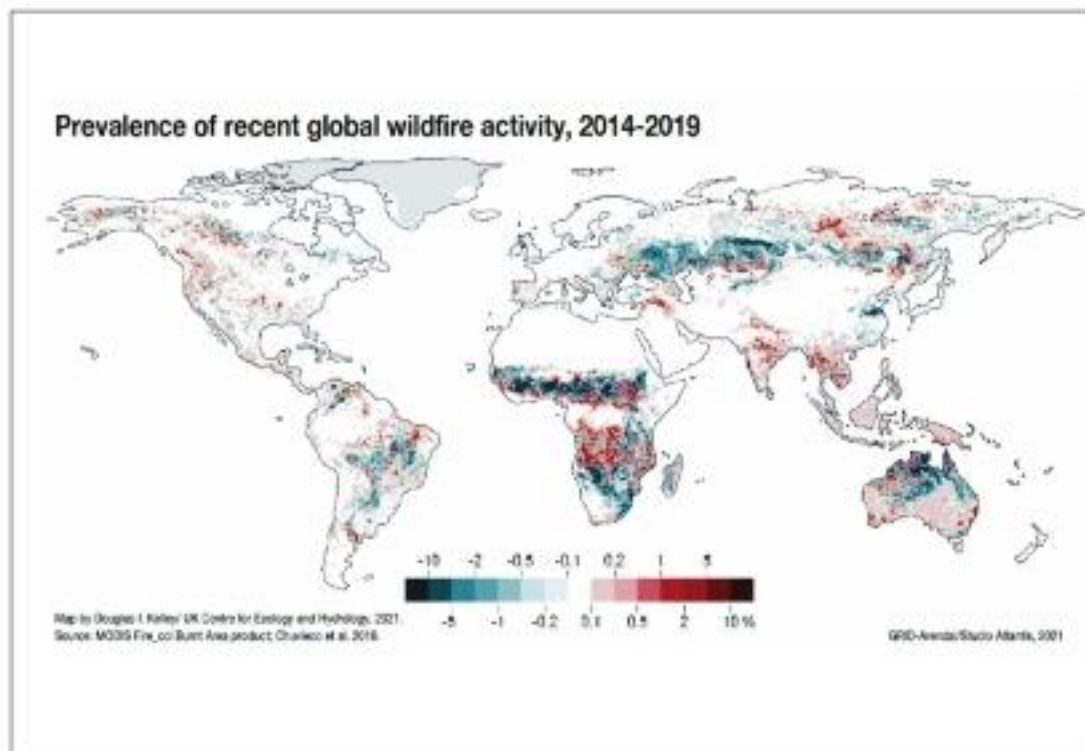 Prevalence of recent global wildfire activity, 2014-2019
-10 -2 -0.5 -0.1 0.2 1 5
-5 -1 -0.2 0.1 0.5 2 10 %
Map by Douglas I. Kelley/ UK Centre for Ecology and Hydrology, 2021.
Source: MODIS Fire_cci Burnt Area product; Chuvieco et al. 2018.
GRID-Arendal/Studio Atlantis, 2021